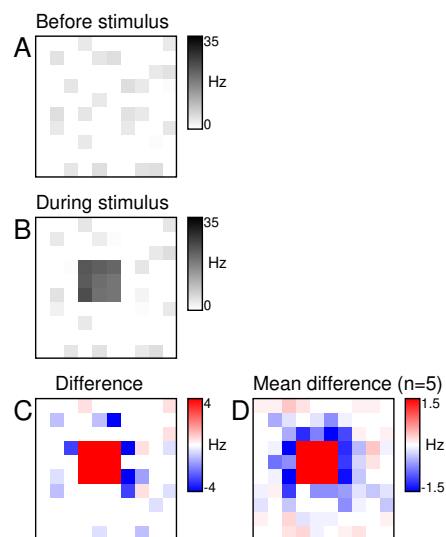 Before stimulus
A
35
Hz
0
During stimulus
B
35
Hz
0
Difference
C
4
Hz
-4
Mean difference (n=5)
D
1.5
Hz
-1.5